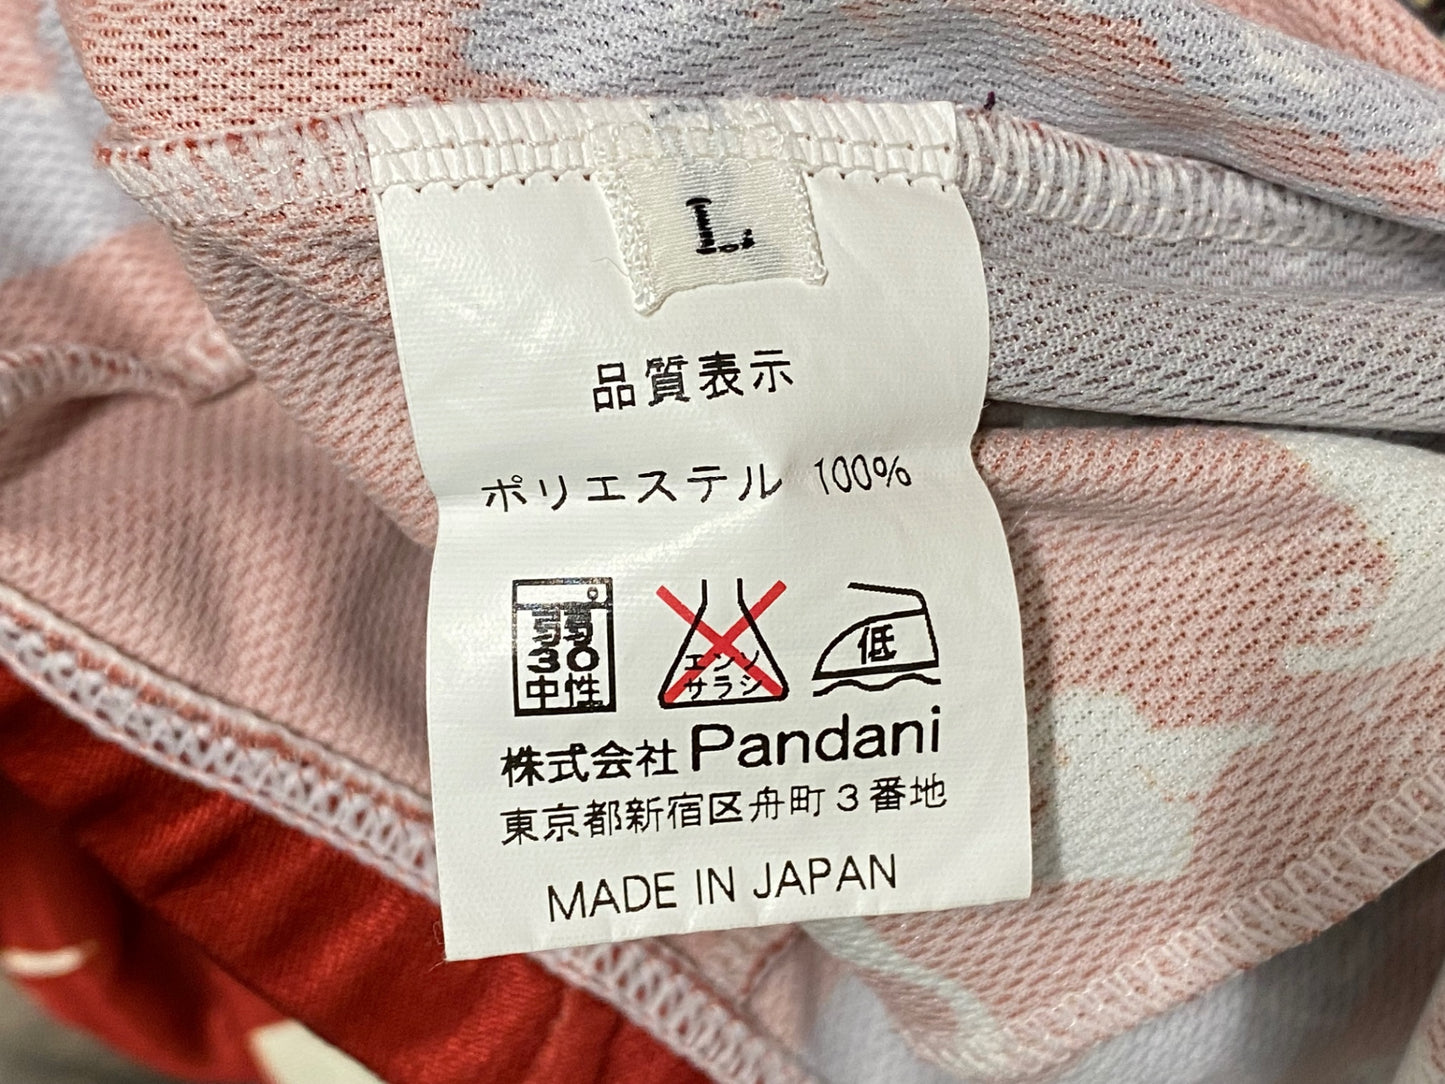 L
品質表示
ポリエステル 100%
弱
30
中性
エンソ
サラシ
低
株式会社 Pandani
東京都新宿区舟町3番地
MADE IN JAPAN